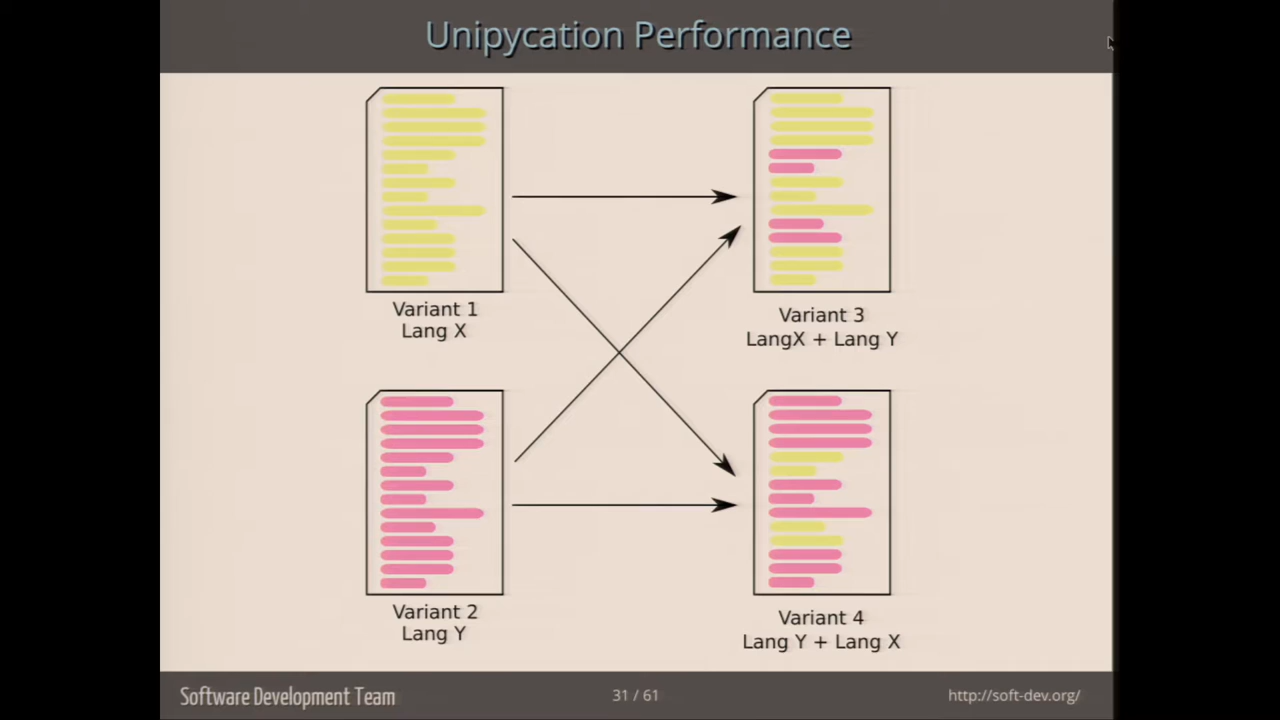 Unipycation Performance
Variant 1
Lang X
Variant 3
LangX + Lang Y
Variant 2
Lang Y
Variant 4
Lang Y + Lang X
Software Development Team
31 / 61
http://soft-dev.org/